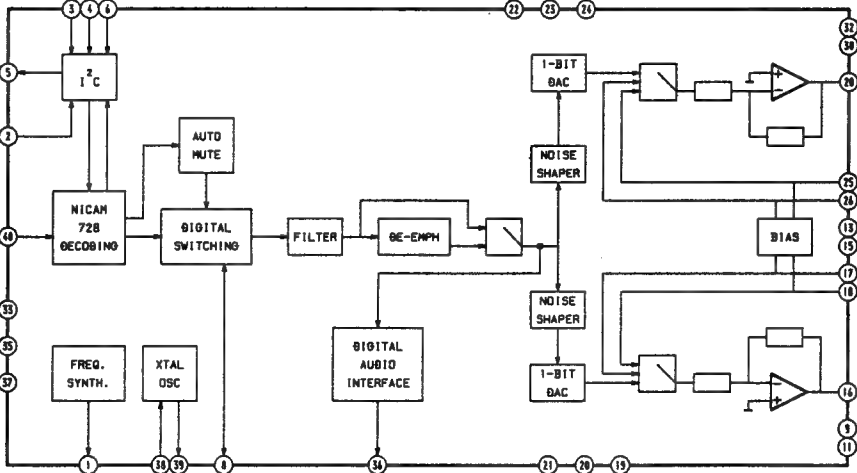 3 4 6
22 23 24
32
30
5
I²C
1-BIT
DAC
28
2
AUTO
MUTE
NOISE
SHAPER
25
26
NICAM
728
DECODING
DIGITAL
SWITCHING
FILTER
DE-EMPH
BIAS
13
15
40
17
18
33
35
37
NOISE
SHAPER
FREQ.
SYNTH.
XTAL
OSC
DIGITAL
AUDIO
INTERFACE
1-BIT
DAC
16
9
11
1
38 39
8
36
21 20 19